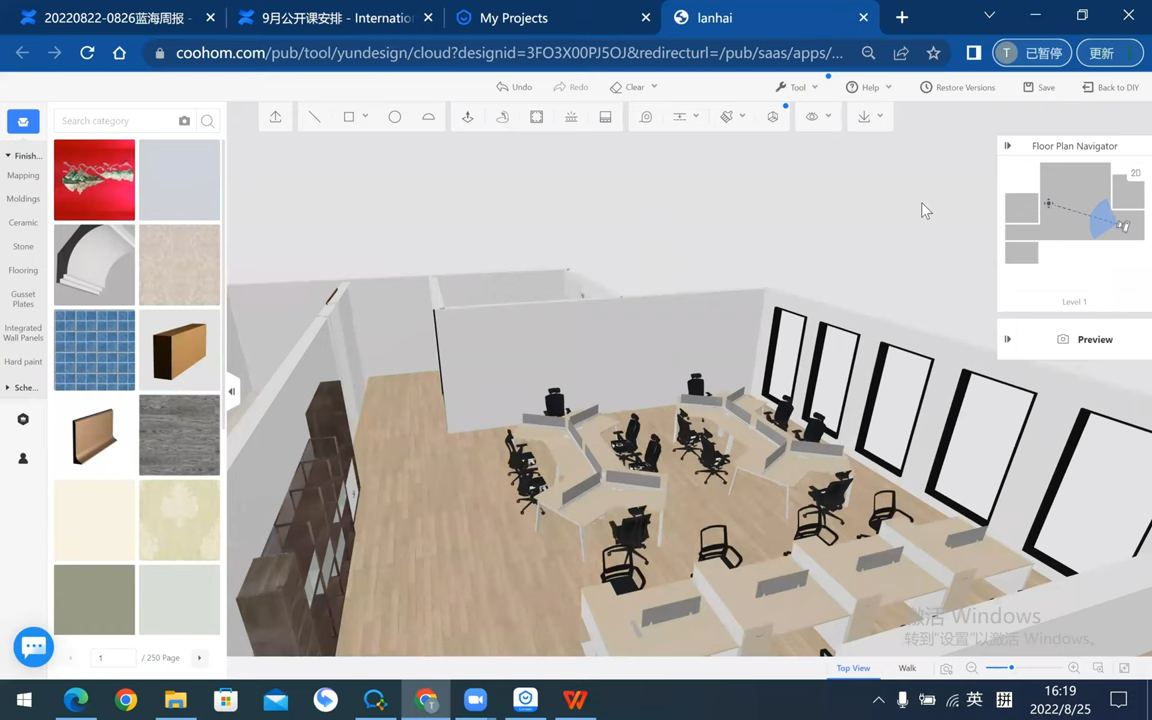 20220822-0826蓝海周报 -
9月公开课安排 - Internatio
My Projects
lanhai
coohom.com/pub/tool/yundesign/cloud?designid=3FO3X00PJ5OJ&redirecturl=/pub/saas/apps/...
T 已暂停
更新
Undo
Redo
Clear
Tool
Help
Restore Versions
Save
Back to DIY
Search category
Finish...
Mapping
Moldings
Ceramic
Stone
Flooring
Gusset
Plates
Integrated
Wall Panels
Hard paint
Sche...
Floor Plan Navigator
2D
Level 1
Preview
激活 Windows
转到"设置"以激活 Windows。
1 / 250 Page
Top View
Walk
英
拼
16:19
2022/8/25